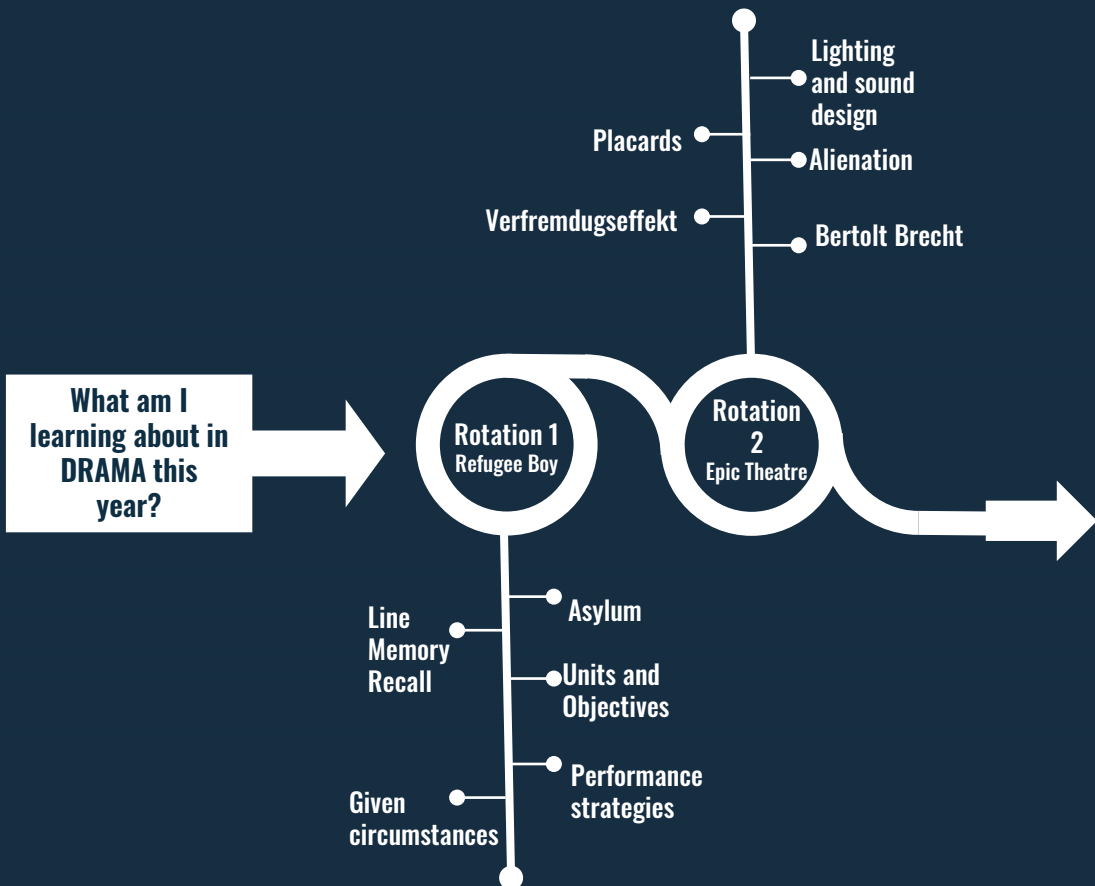 What am I
learning about in
DRAMA this
year?
Rotation 1
Refugee Boy
Line
Memory
Recall
Asylum
Units and
Objectives
Performance
strategies
Given
circumstances
Rotation
2
Epic Theatre
Lighting
and sound
design
Placards
Alienation
Verfremdugseffekt
Bertolt Brecht